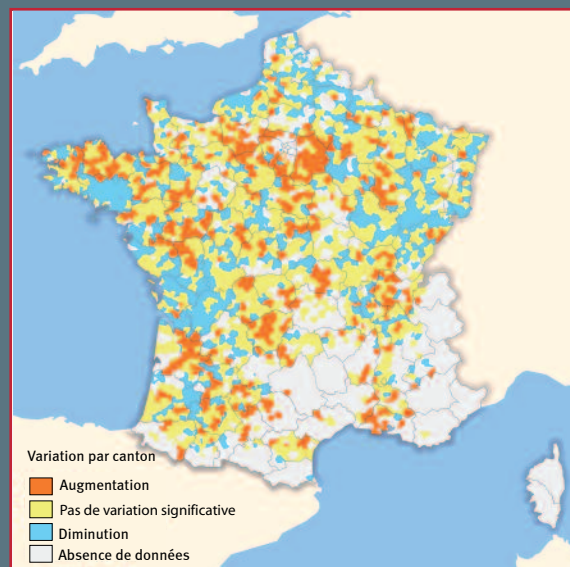 Variation par canton
Augmentation
Pas de variation significative
Diminution
Absence de données